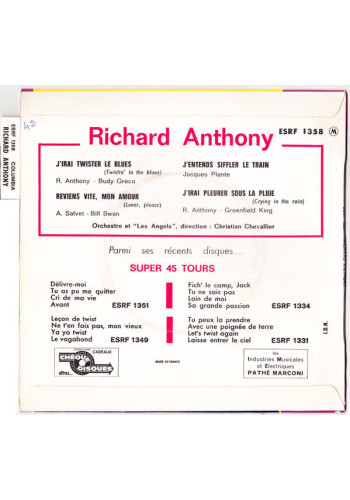 42
ESRF 1358 COLUMBIA
RICHARD ANTHONY
ESRF 1358 M
Richard Anthony
J'IRAI TWISTER LE BLUES
(Twistin' to the blues)
R. Anthony - Budy Greco
REVIENS VITE, MON AMOUR
(Lover, please)
A. Salvet - Bill Swan
J'ENTENDS SIFFLER LE TRAIN
Jacques Plante
J'IRAI PLEURER SOUS LA PLUIE
(Crying in the rain)
R. Anthony - Greenfield King
Orchestre et "Les Angels", direction : Christian Chevallier
Parmi ses récents disques....
SUPER 45 TOURS
Délivre-moi
Tu as pu me quitter
Cri de ma vie
Avant ESRF 1351
Fich' le camp, Jack
Tu ne sais pas
Loin de moi
Sa grande passion ESRF 1334
Leçon de twist
Ne t'en fais pas, mon vieux
Ya ya twist
Le vagabond ESRF 1349
Tu peux la prendre
Avec une poignée de terre
Let's twist again
Laisse entrer le ciel ESRF 1331
CADEAUX
CHÈQU'
DISQUES
offres...
MADE IN FRANCE
les
Industries Musicales
et Electriques
PATHÉ MARCONI